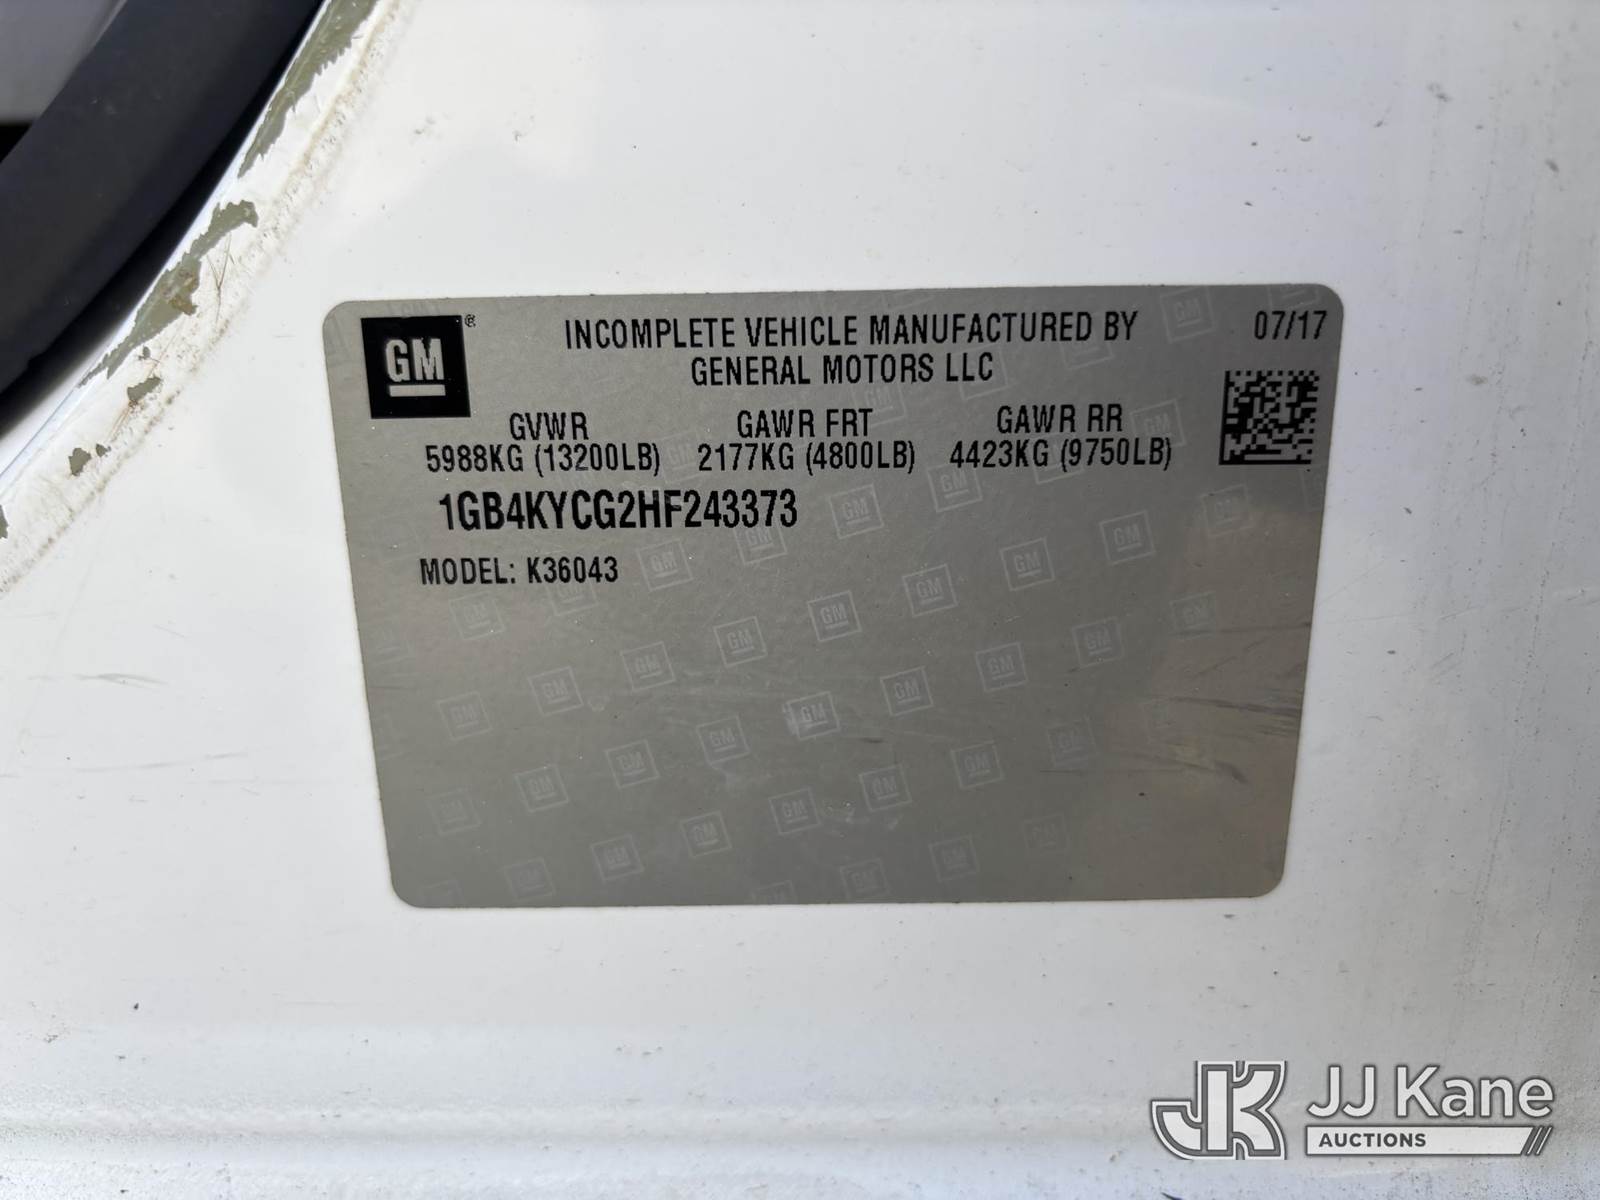 GM®
INCOMPLETE VEHICLE MANUFACTURED BY
GENERAL MOTORS LLC
07/17
GVWR GAWR FRT GAWR RR
5988KG (13200LB) 2177KG (4800LB) 4423KG (9750LB)
1GB4KYCG2HF243373
MODEL: K36043
JK JJ Kane
AUCTIONS